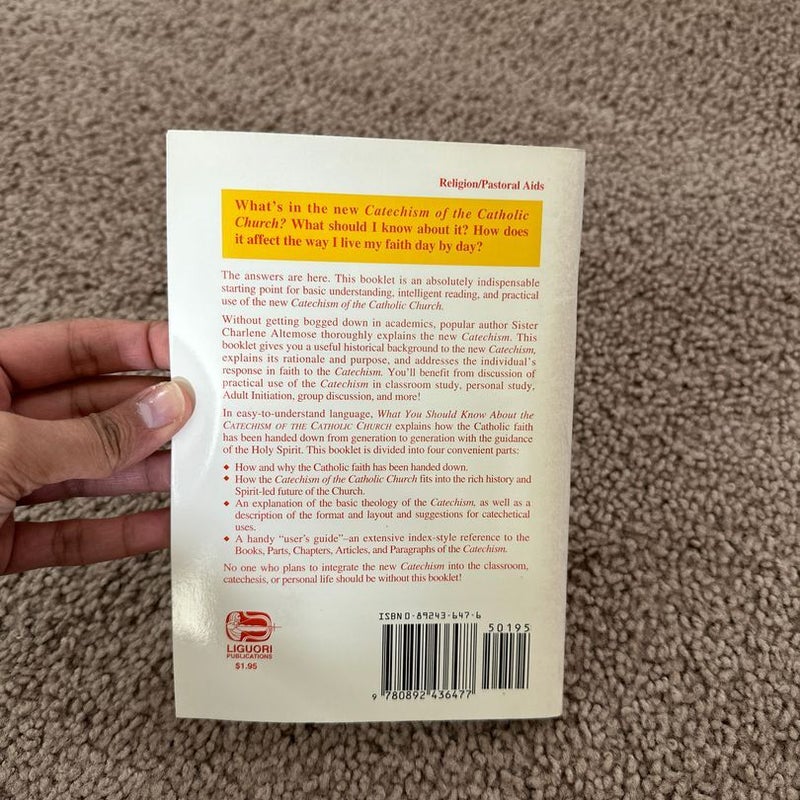 Religion/Pastoral Aids
What's in the new Catechism of the Catholic
Church? What should I know about it? How does
it affect the way I live my faith day by day?
The answers are here. This booklet is an absolutely indispensable
starting point for basic understanding, intelligent reading, and practical
use of the new Catechism of the Catholic Church.
Without getting bogged down in academics, popular author Sister
Charlene Altemose thoroughly explains the new Catechism. This
booklet gives you a useful historical background to the new Catechism,
explains its rationale and purpose, and addresses the individual's
response in faith to the Catechism. You'll benefit from discussion of
practical use of the Catechism in classroom study, personal study,
Adult Initiation, group discussion, and more!
In easy-to-understand language, What You Should Know About the
CATECHISM OF THE CATHOLIC CHURCH explains how the Catholic faith
has been handed down from generation to generation with the guidance
of the Holy Spirit. This booklet is divided into four convenient parts:
◆ How and why the Catholic faith has been handed down.
◆ How the Catechism of the Catholic Church fits into the rich history and
Spirit-led future of the Church.
◆ An explanation of the basic theology of the Catechism, as well as a
description of the format and layout and suggestions for catechetical
uses.
◆ A handy "user's guide"–an extensive index-style reference to the
Books, Parts, Chapters, Articles, and Paragraphs of the Catechism.
No one who plans to integrate the new Catechism into the classroom,
catechesis, or personal life should be without this booklet!
LIGUORI
PUBLICATIONS
$1.95
ISBN 0-89243-647-6
50195
9 780892 436477